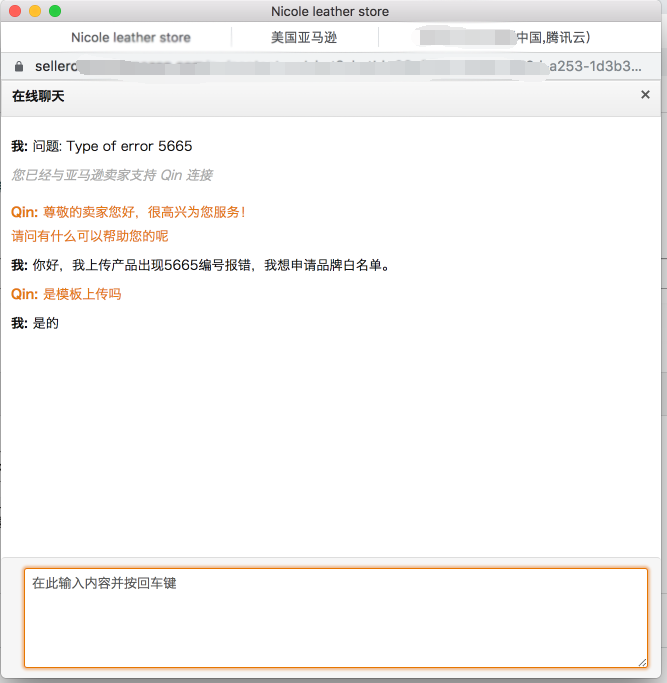 Nicole leather store
Nicole leather store
美国亚马逊
中国,腾讯云）
sellerc
a253-1d3b3...
在线聊天
我: 问题: Type of error 5665
您已经与亚马逊卖家支持 Qin 连接
Qin: 尊敬的卖家您好，很高兴为您服务！
请问有什么可以帮助您的呢
我: 你好，我上传产品出现5665编号报错，我想申请品牌白名单。
Qin: 是模板上传吗
我: 是的
在此输入内容并按回车键